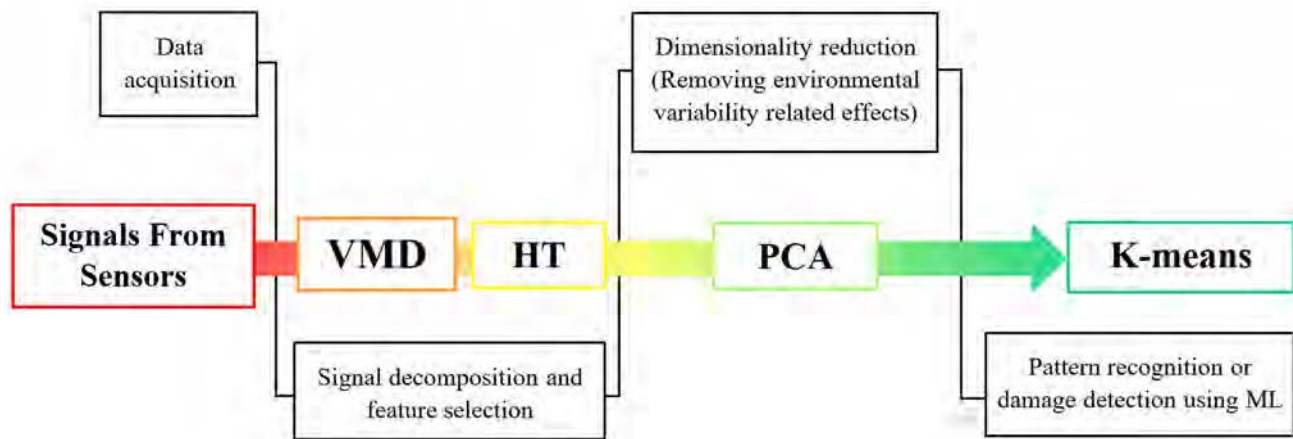 Data
acquisition
Dimensionality reduction
(Removing environmental
variability related effects)
Signals From
Sensors
VMD
HT
PCA
K-means
Signal decomposition and
feature selection
Pattern recognition or
damage detection using ML